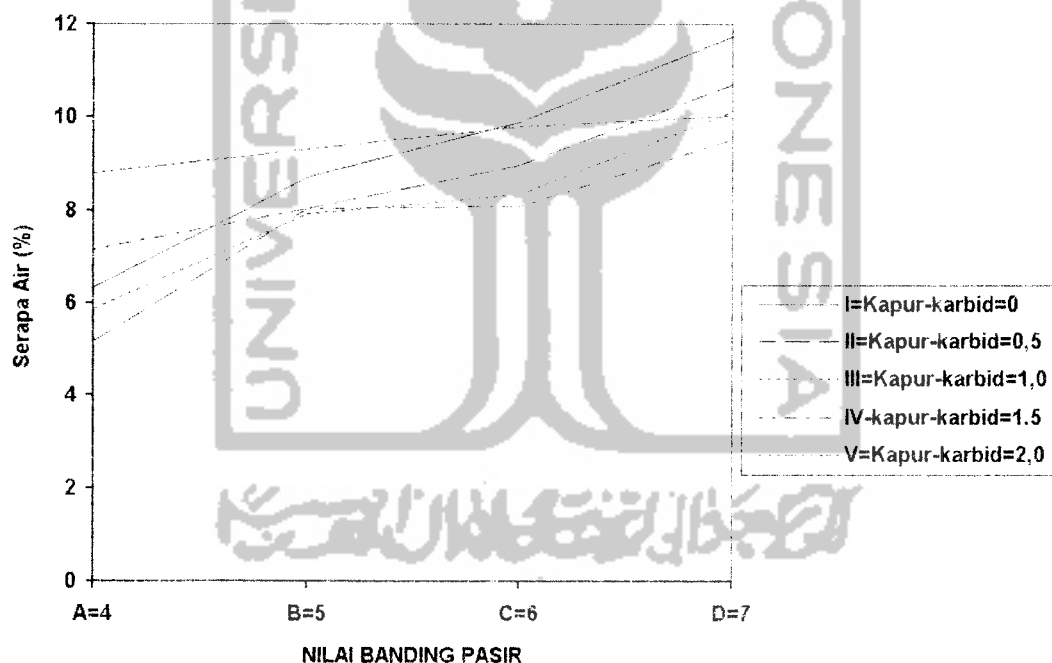 12
10
8
6
4
2
0
Serapa Air (%)
A=4 B=5 C=6 D=7
NILAI BANDING PASIR
I=Kapur-karbid=0
II=Kapur-karbid=0,5
III=Kapur-karbid=1,0
IV-kapur-karbid=1.5
V=Kapur-karbid=2,0
UNIVERS
ONESIA